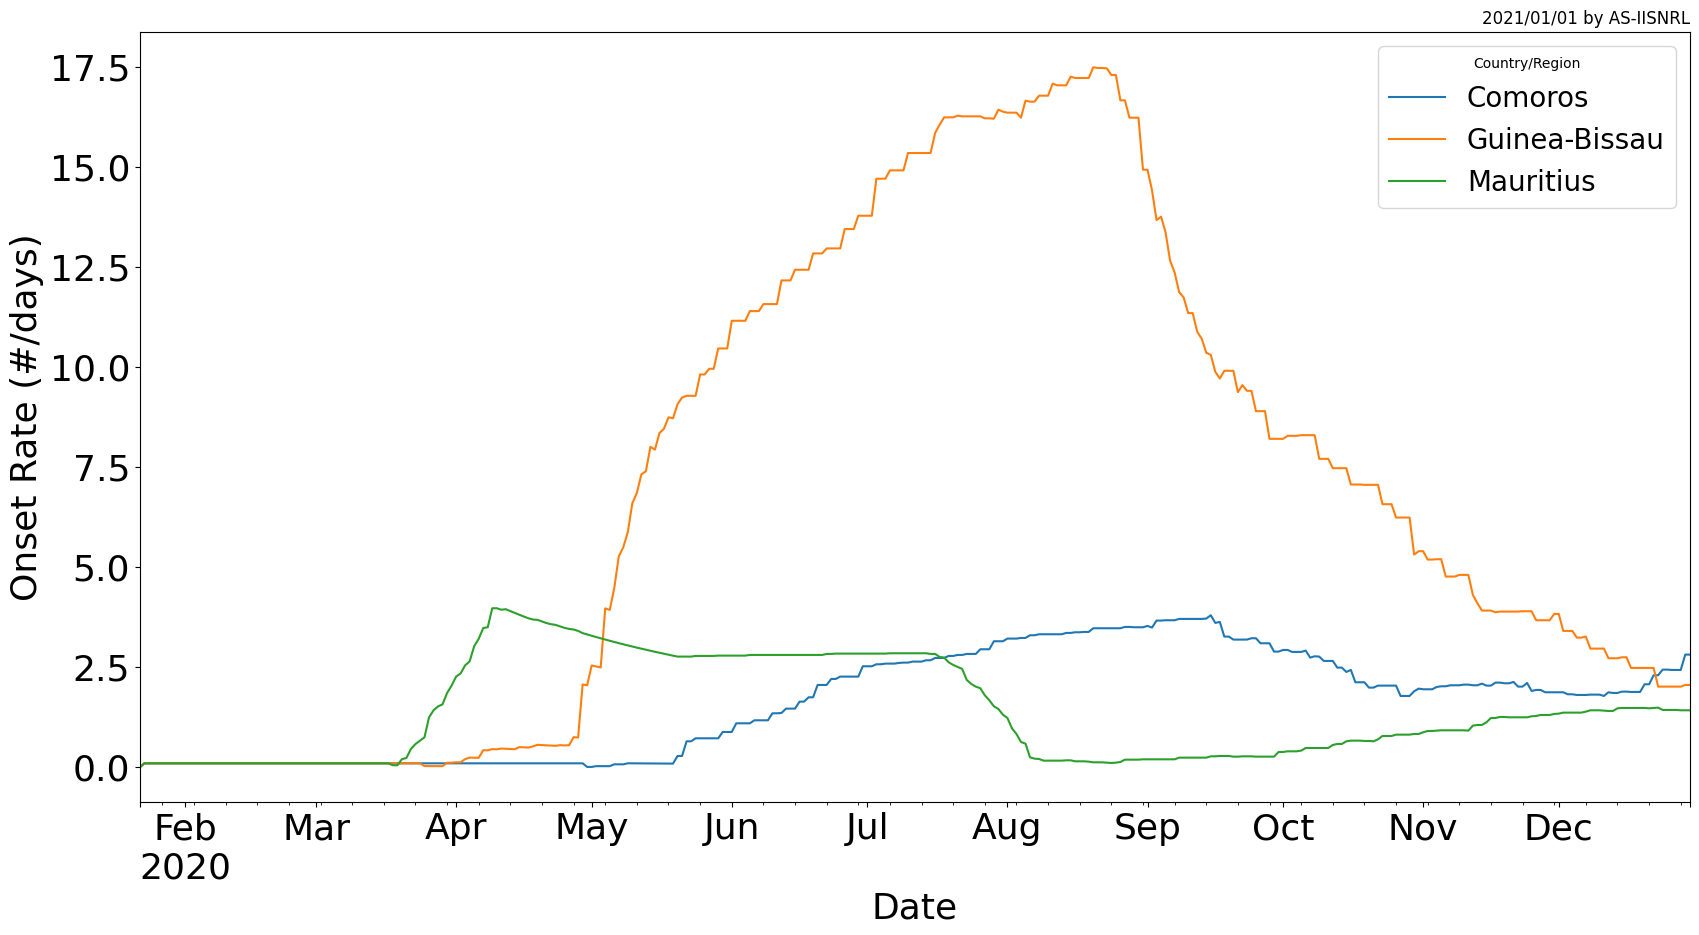 2021/01/01 by AS-IISNRL
Country/Region
Comoros
Guinea-Bissau
Mauritius
Onset Rate (#/days)
17.5
15.0
12.5
10.0
7.5
5.0
2.5
0.0
Feb Mar Apr May Jun Jul Aug Sep Oct Nov Dec
2020
Date